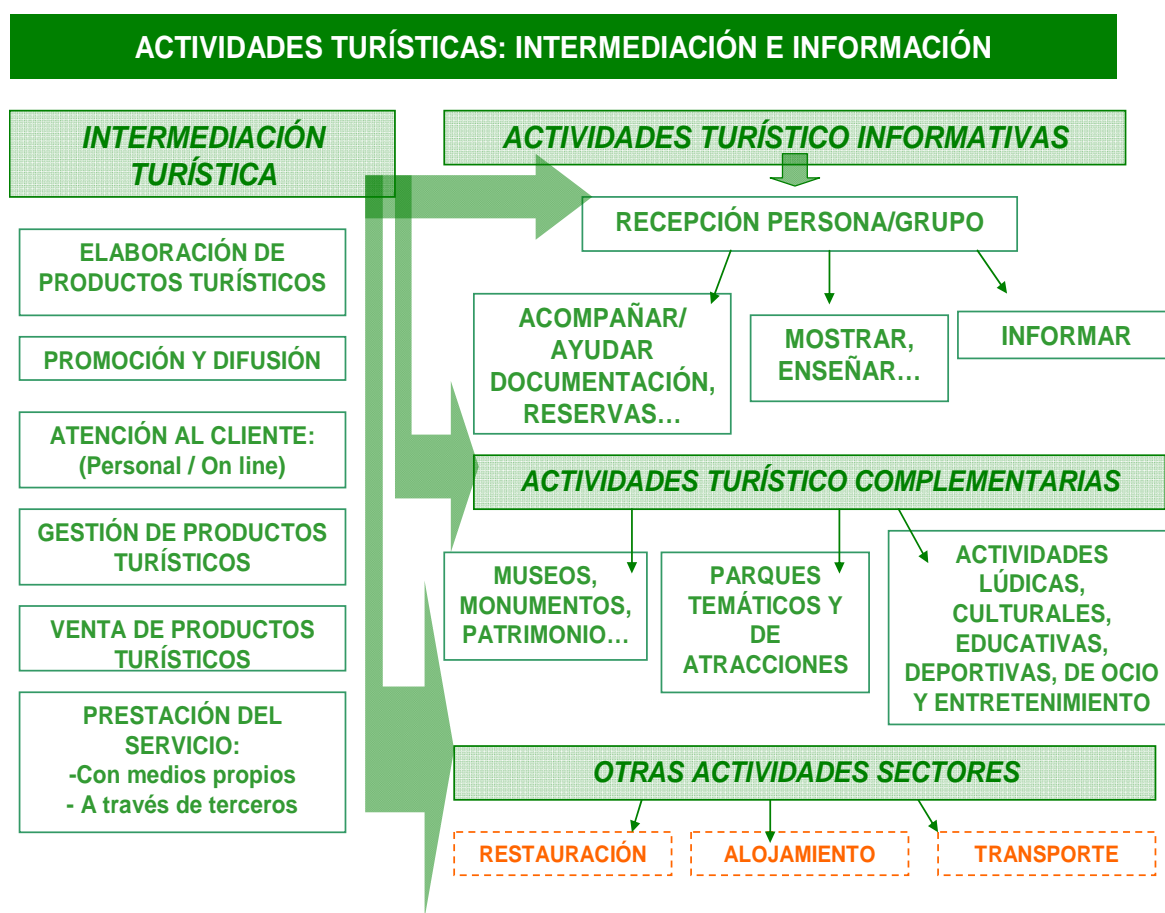 ACTIVIDADES TURÍSTICAS: INTERMEDIACIÓN E INFORMACIÓN
INTERMEDIACIÓN
TURÍSTICA
ELABORACIÓN DE
PRODUCTOS TURÍSTICOS
PROMOCIÓN Y DIFUSIÓN
ATENCIÓN AL CLIENTE:
(Personal / On line)
GESTIÓN DE PRODUCTOS
TURÍSTICOS
VENTA DE PRODUCTOS
TURÍSTICOS
PRESTACIÓN DEL
SERVICIO:
-Con medios propios
- A través de terceros
ACTIVIDADES TURÍSTICO INFORMATIVAS
RECEPCIÓN PERSONA/GRUPO
ACOMPAÑAR/
AYUDAR
DOCUMENTACIÓN,
RESERVAS…
MOSTRAR,
ENSEÑAR…
INFORMAR
ACTIVIDADES TURÍSTICO COMPLEMENTARIAS
MUSEOS,
MONUMENTOS,
PATRIMONIO…
PARQUES
TEMÁTICOS Y
DE
ATRACCIONES
ACTIVIDADES
LÚDICAS,
CULTURALES,
EDUCATIVAS,
DEPORTIVAS, DE OCIO
Y ENTRETENIMIENTO
OTRAS ACTIVIDADES SECTORES
RESTAURACIÓN
ALOJAMIENTO
TRANSPORTE